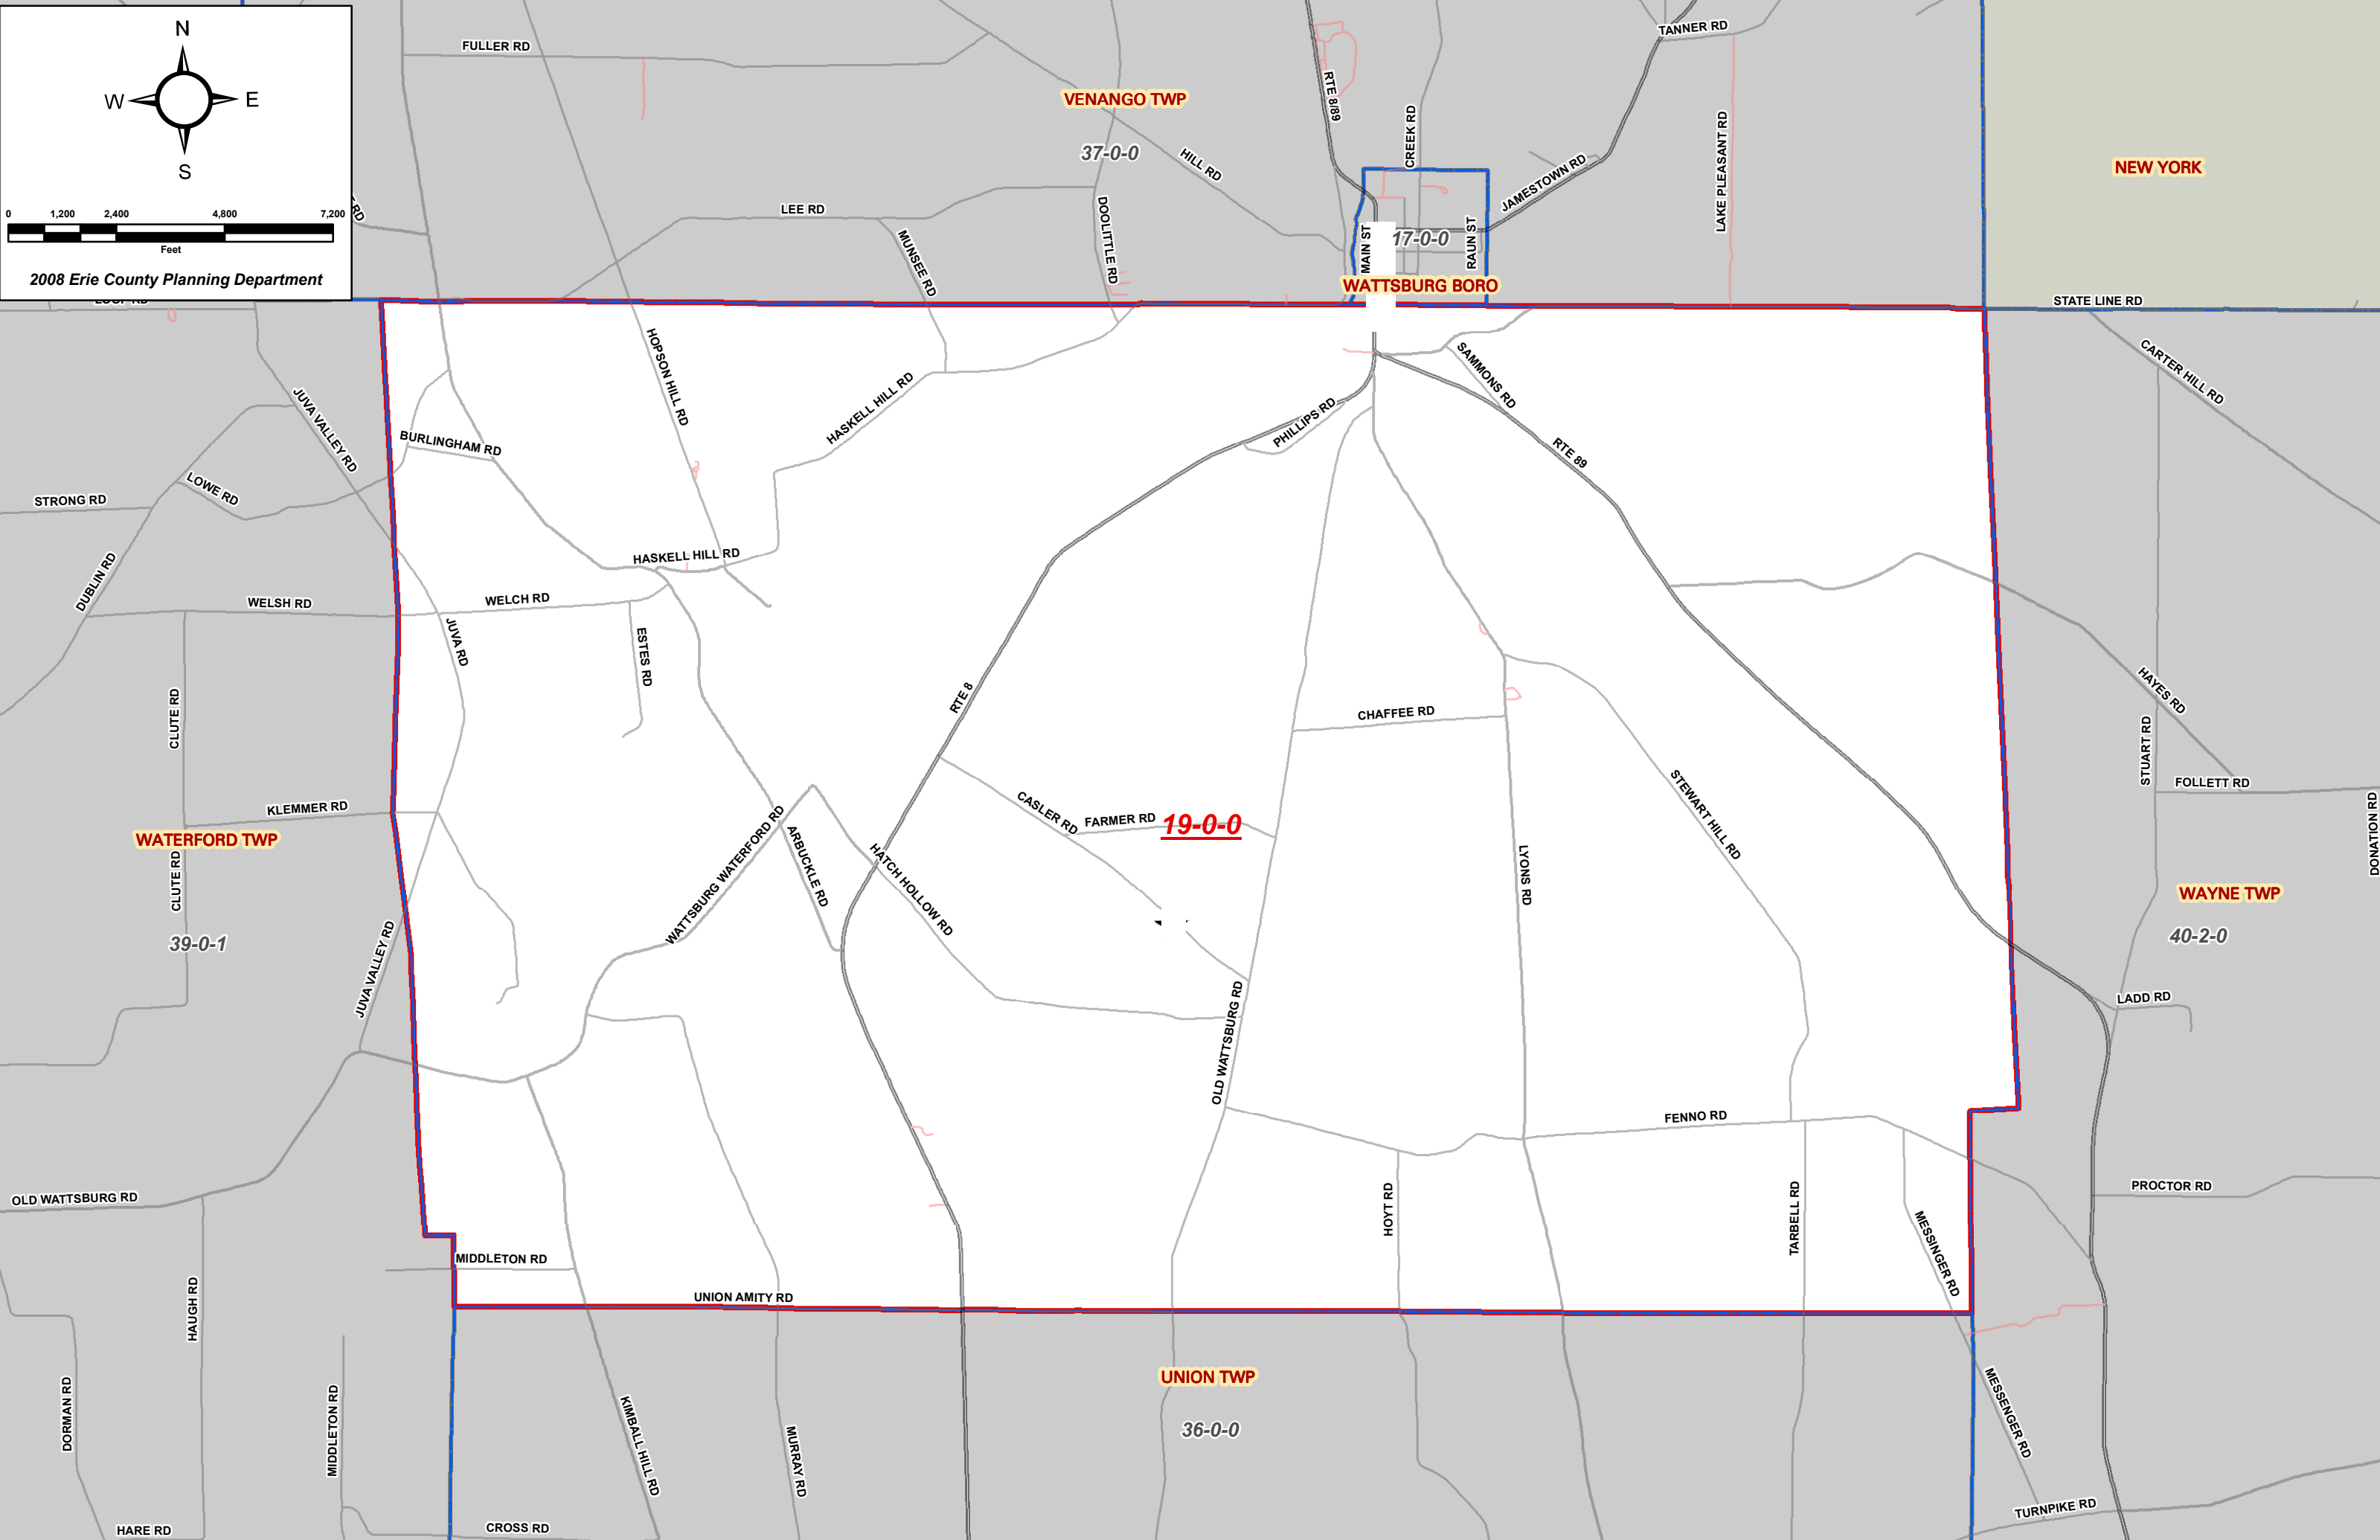 N
W
E
S
0 1,200 2,400 4,800 7,200
Feet
2008 Erie County Planning Department
FULLER RD
TANNER RD
VENANGO TWP
RTE 8/89
37-0-0
HILL RD
CREEK RD
JAMESTOWN RD
LAKE PLEASANT RD
NEW YORK
RD
LEE RD
DOOLITTLE RD
MUNSEE RD
MAIN ST
17-0-0
RAUN ST
WATTSBURG BORO
LOOP RD
STATE LINE RD
HOPSON HILL RD
SAMMONS RD
CARTER HILL RD
JUVA VALLEY RD
HASKELL HILL RD
PHILLIPS RD
BURLINGHAM RD
RTE 89
LOWE RD
STRONG RD
HASKELL HILL RD
DUBLIN RD
WELSH RD
WELCH RD
JUVA RD
ESTES RD
CLUTE RD
RTE 8
HAYES RD
CHAFFEE RD
STUART RD
STEWART HILL RD
FOLLETT RD
KLEMMER RD
CASLER RD
FARMER RD
19-0-0
DONATION RD
WATERFORD TWP
WATTSBURG WATERFORD RD
ARBUCKLE RD
HATCH HOLLOW RD
LYONS RD
CLUTE RD
WAYNE TWP
39-0-1
40-2-0
JUVA VALLEY RD
LADD RD
OLD WATTSBURG RD
FENNO RD
OLD WATTSBURG RD
HOYT RD
TARBELL RD
PROCTOR RD
MIDDLETON RD
MESSINGER RD
HAUGH RD
UNION AMITY RD
UNION TWP
DORMAN RD
MIDDLETON RD
KIMBALL HILL RD
MURRAY RD
36-0-0
MESSENGER RD
TURNPIKE RD
HARE RD
CROSS RD